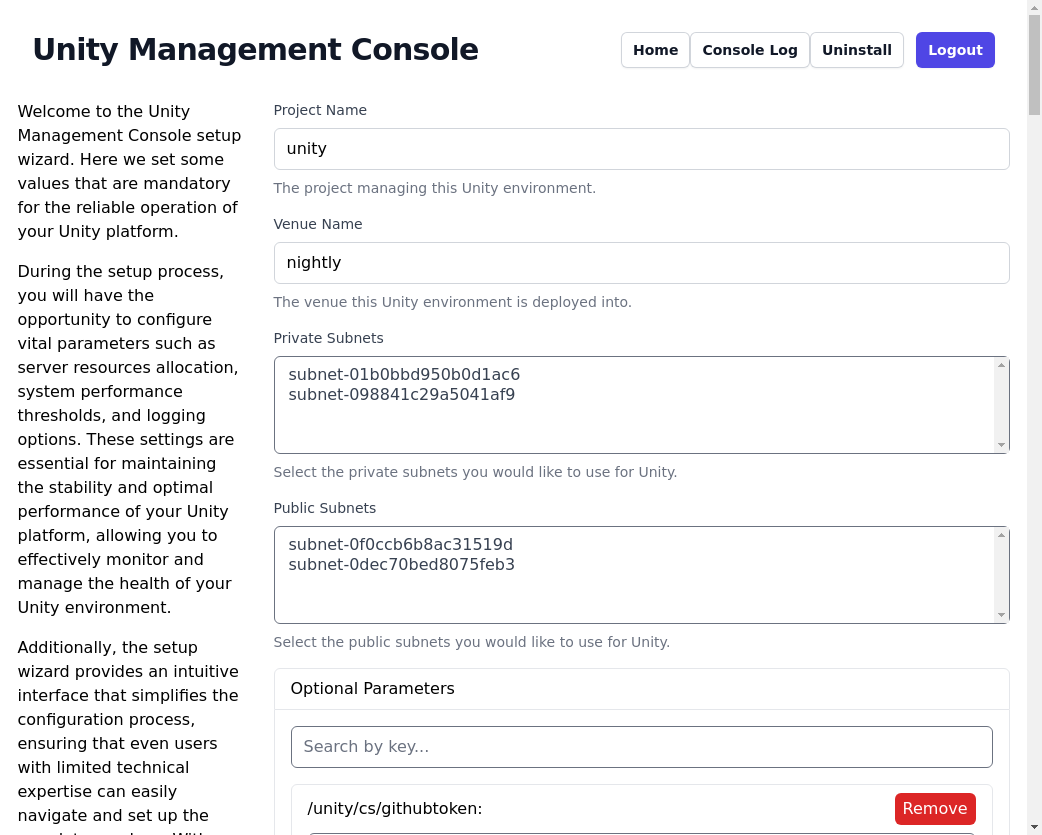 Unity Management Console
Home
Console Log
Uninstall
Logout
Welcome to the Unity
Management Console setup
wizard. Here we set some
values that are mandatory
for the reliable operation of
your Unity platform.
During the setup process,
you will have the
opportunity to configure
vital parameters such as
server resources allocation,
system performance
thresholds, and logging
options. These settings are
essential for maintaining
the stability and optimal
performance of your Unity
platform, allowing you to
effectively monitor and
manage the health of your
Unity environment.
Additionally, the setup
wizard provides an intuitive
interface that simplifies the
configuration process,
ensuring that even users
with limited technical
expertise can easily
navigate and set up the
Project Name
unity
The project managing this Unity environment.
Venue Name
nightly
The venue this Unity environment is deployed into.
Private Subnets
subnet-01b0bbd950b0d1ac6
subnet-098841c29a5041af9
Select the private subnets you would like to use for Unity.
Public Subnets
subnet-0f0ccb6b8ac31519d
subnet-0dec70bed8075feb3
Select the public subnets you would like to use for Unity.
Optional Parameters
Search by key...
/unity/cs/githubtoken:
Remove